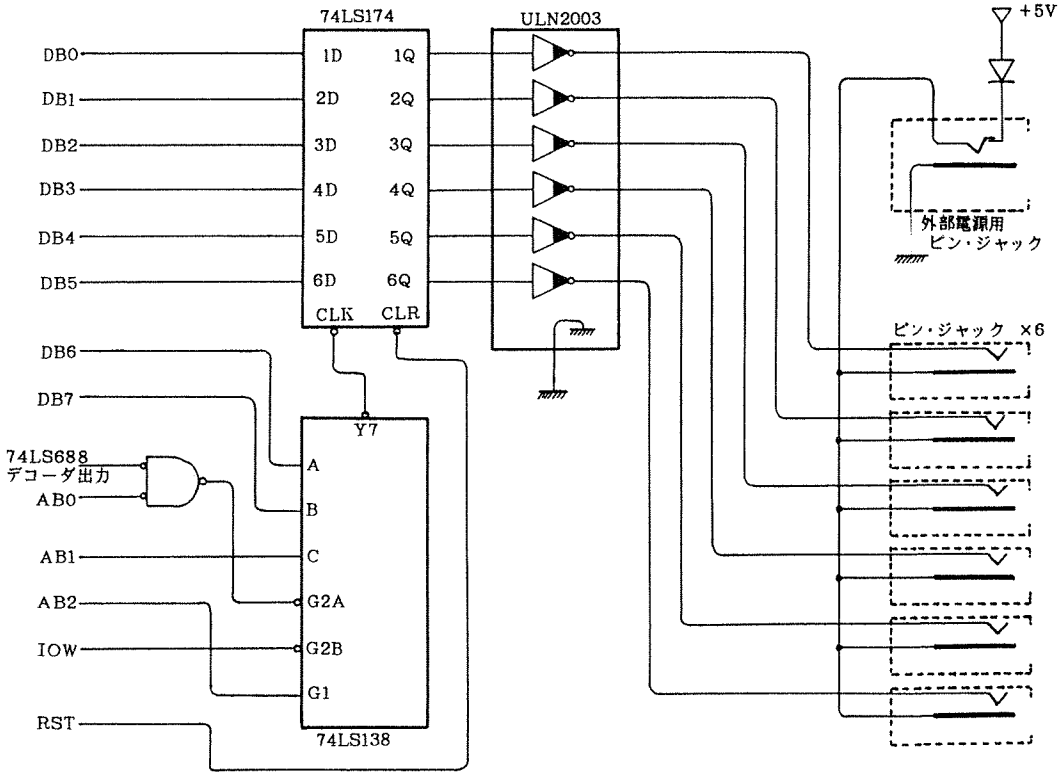 74LS174
ULN2003
+5V
DB0
1D
1Q
DB1
2D
2Q
DB2
3D
3Q
DB3
4D
4Q
DB4
5D
5Q
DB5
6D
6Q
CLK
CLR
外部電源用
ピン・ジャック
ピン・ジャック ×6
DB6
DB7
Y7
74LS688
デコーダ出力
A
AB0
B
AB1
C
AB2
G2A
IOW
G2B
G1
RST
74LS138